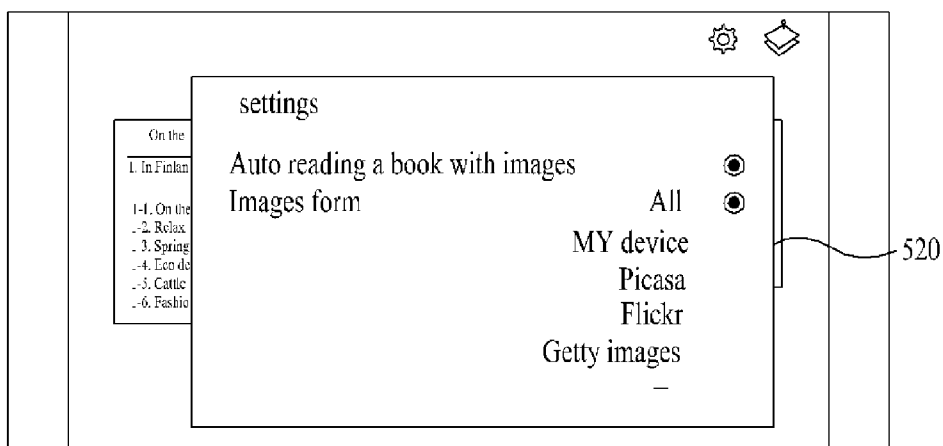 settings
Auto reading a book with images
Images form All
MY device
Picasa
Flickr
Getty images
–
On the
1. In Finlan
1-1. On the
-2. Relax
-3. Spring
-4. Eco de
-5. Cattle
-6. Fashio
520